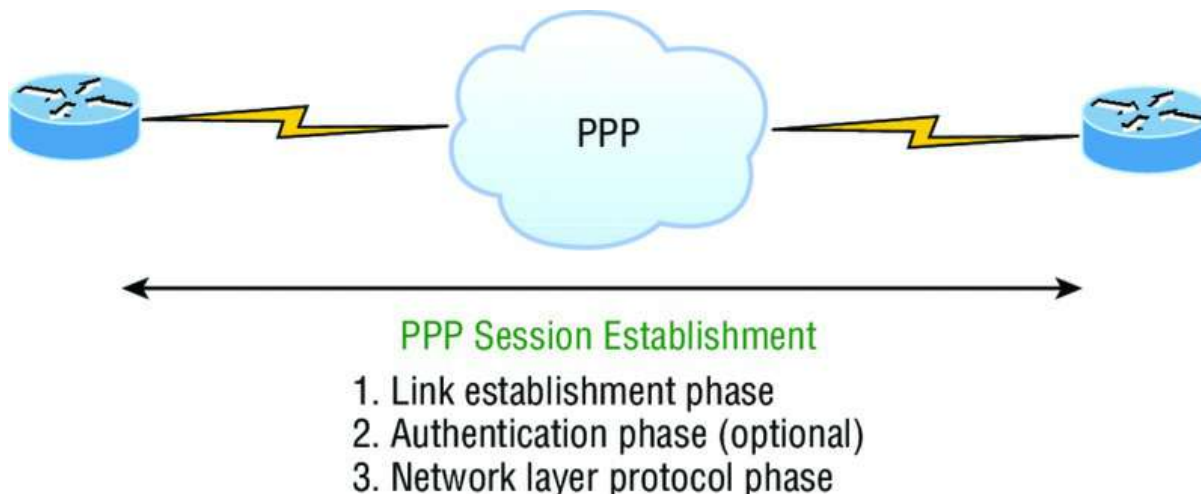 PPP
PPP Session Establishment
1. Link establishment phase
2. Authentication phase (optional)
3. Network layer protocol phase